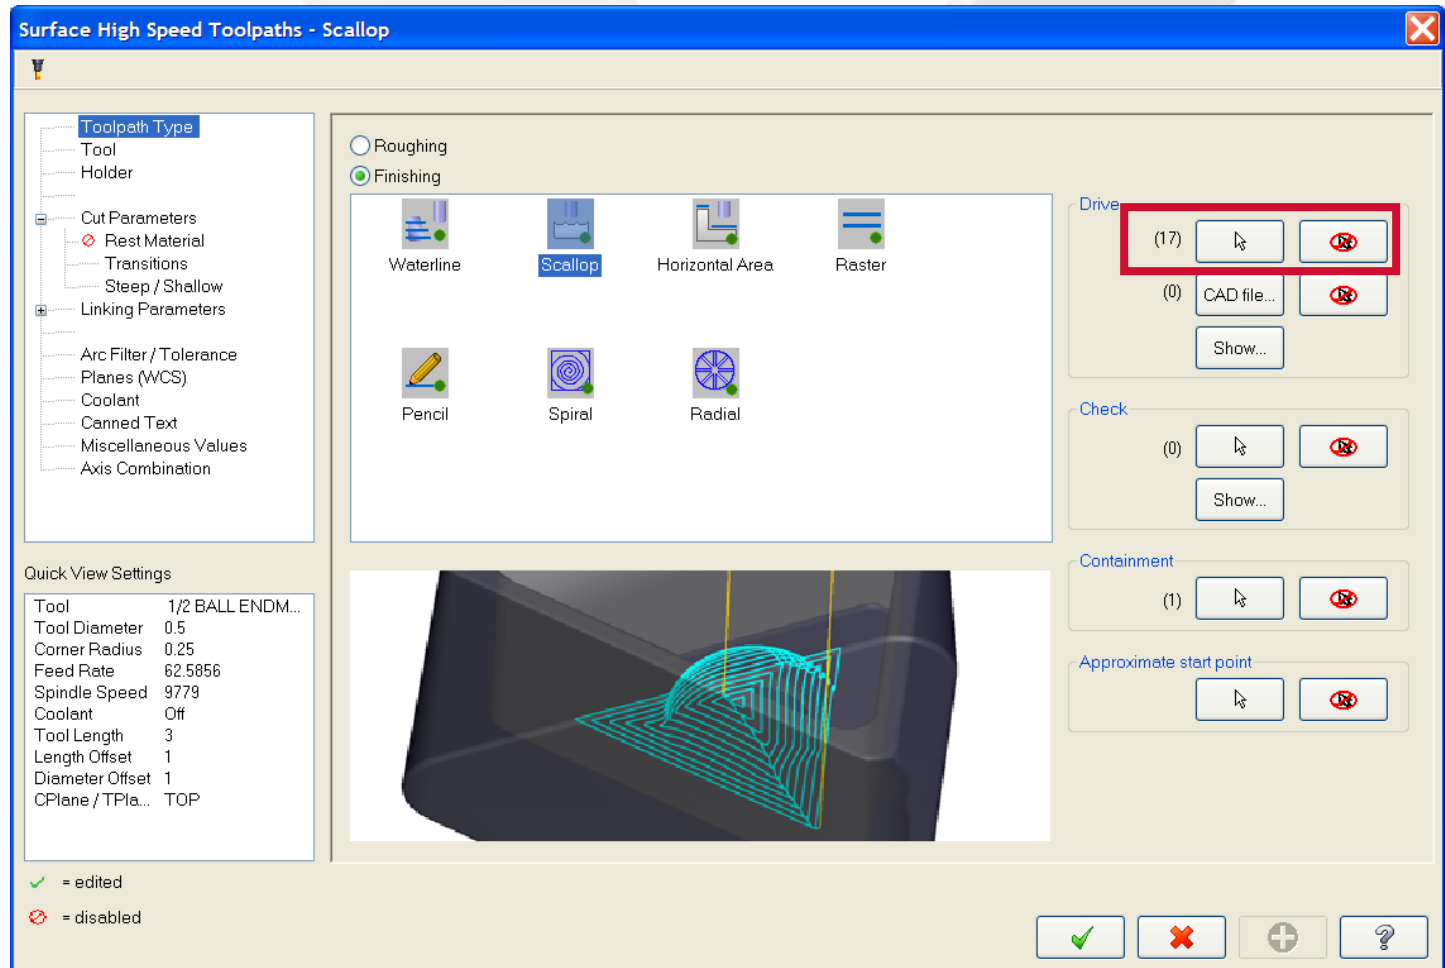 Surface High Speed Toolpaths - Scallop
Toolpath Type
Tool
Holder
Cut Parameters
Rest Material
Transitions
Steep / Shallow
Linking Parameters
Arc Filter / Tolerance
Planes (WCS)
Coolant
Canned Text
Miscellaneous Values
Axis Combination
Quick View Settings
Tool 1/2 BALL ENDM...
Tool Diameter 0.5
Corner Radius 0.25
Feed Rate 62.5856
Spindle Speed 9779
Coolant Off
Tool Length 3
Length Offset 1
Diameter Offset 1
CPlane / TPla... TOP
= edited
= disabled
Roughing
Finishing
Waterline Scallop Horizontal Area Raster
Pencil Spiral Radial
Drive
(17)
(0) CAD file...
Show...
Check
(0)
Show...
Containment
(1)
Approximate start point
?